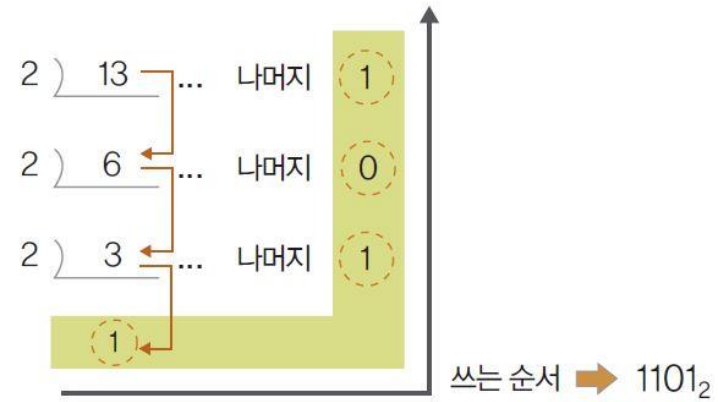 2 ) 13 ... 나머지 1
2 ) 6 ... 나머지 0
2 ) 3 ... 나머지 1
1
쓰는 순서 ➡ 1101₂